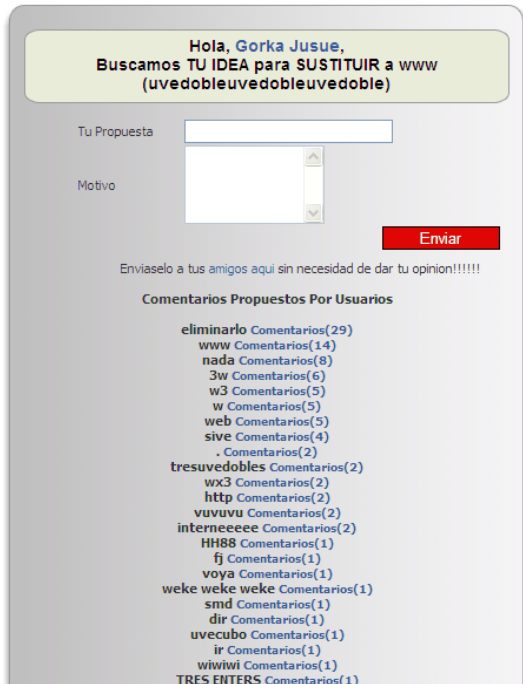 Hola, Gorka Jusue,
Buscamos TU IDEA para SUSTITUIR a www
(uvedobleuvedobleuvedoble)
Tu Propuesta
Motivo
Enviar
Enviaselo a tus amigos aqui sin necesidad de dar tu opinion!!!!!!
Comentarios Propuestos Por Usuarios
eliminarlo Comentarios(29)
www Comentarios(14)
nada Comentarios(8)
3w Comentarios(6)
w3 Comentarios(5)
w Comentarios(5)
web Comentarios(5)
sive Comentarios(4)
. Comentarios(2)
tresuvedobles Comentarios(2)
wx3 Comentarios(2)
http Comentarios(2)
vuvuvu Comentarios(2)
interneeeee Comentarios(2)
HH88 Comentarios(1)
fj Comentarios(1)
voya Comentarios(1)
weke weke weke Comentarios(1)
smd Comentarios(1)
dir Comentarios(1)
uvecubo Comentarios(1)
ir Comentarios(1)
wiwiwi Comentarios(1)
TRES ENTERS Comentarios(1)